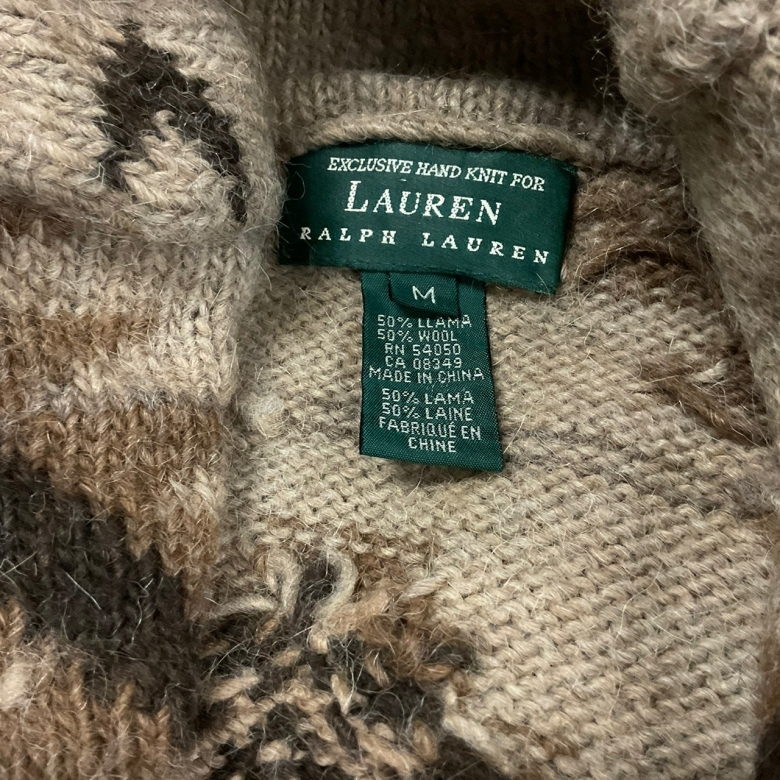 EXCLUSIVE HAND KNIT FOR
LAUREN
RALPH LAUREN
M
50% LLAMA
50% WOOL
RN 54050
CA 08349
MADE IN CHINA
50% LAMA
50% LAINE
FABRIQUÉ EN
CHINE